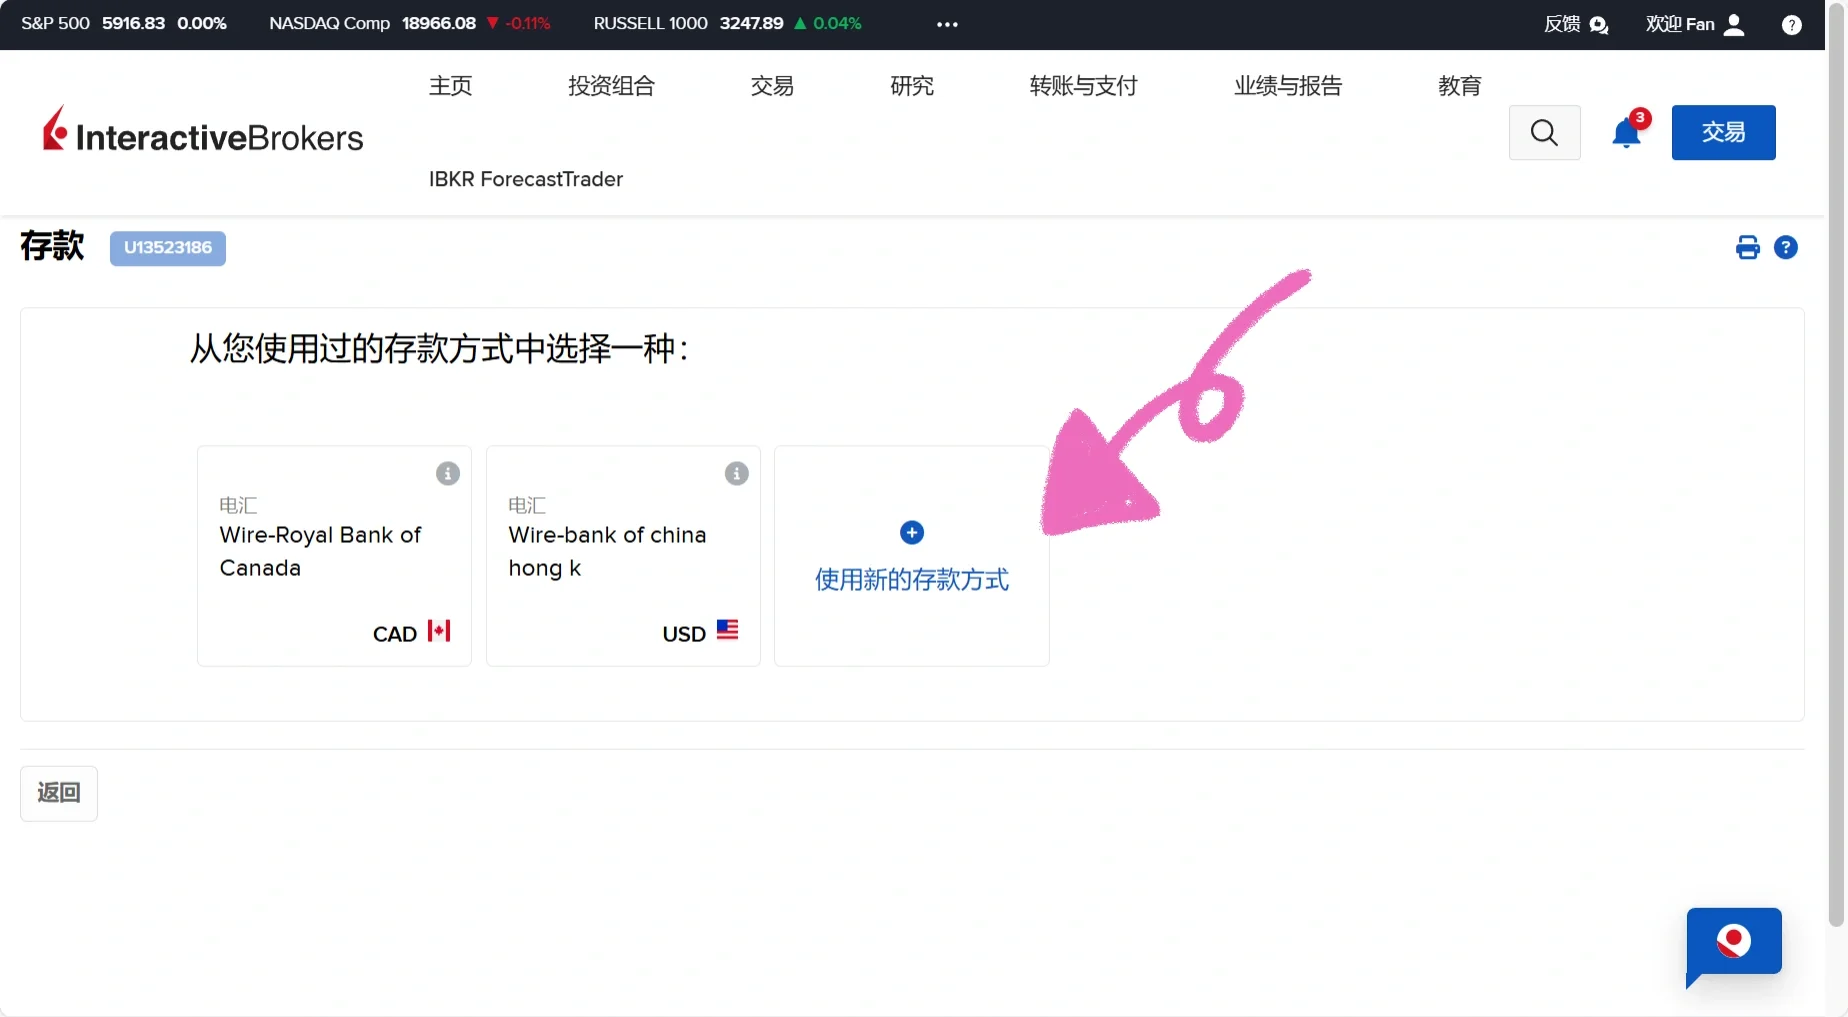 S&P 500 5916.83 0.00% NASDAQ Comp 18966.08 ▼ -0.11% RUSSELL 1000 3247.89 ▲ 0.04% ••• 反馈 欢迎 Fan ?
主页 投资组合 交易 研究 转账与支付 业绩与报告 教育
InteractiveBrokers
3
交易
IBKR ForecastTrader
存款 U13523186
?
从您使用过的存款方式中选择一种:
i
电汇
Wire-Royal Bank of
Canada
CAD
i
电汇
Wire-bank of china
hong k
USD
+
使用新的存款方式
返回